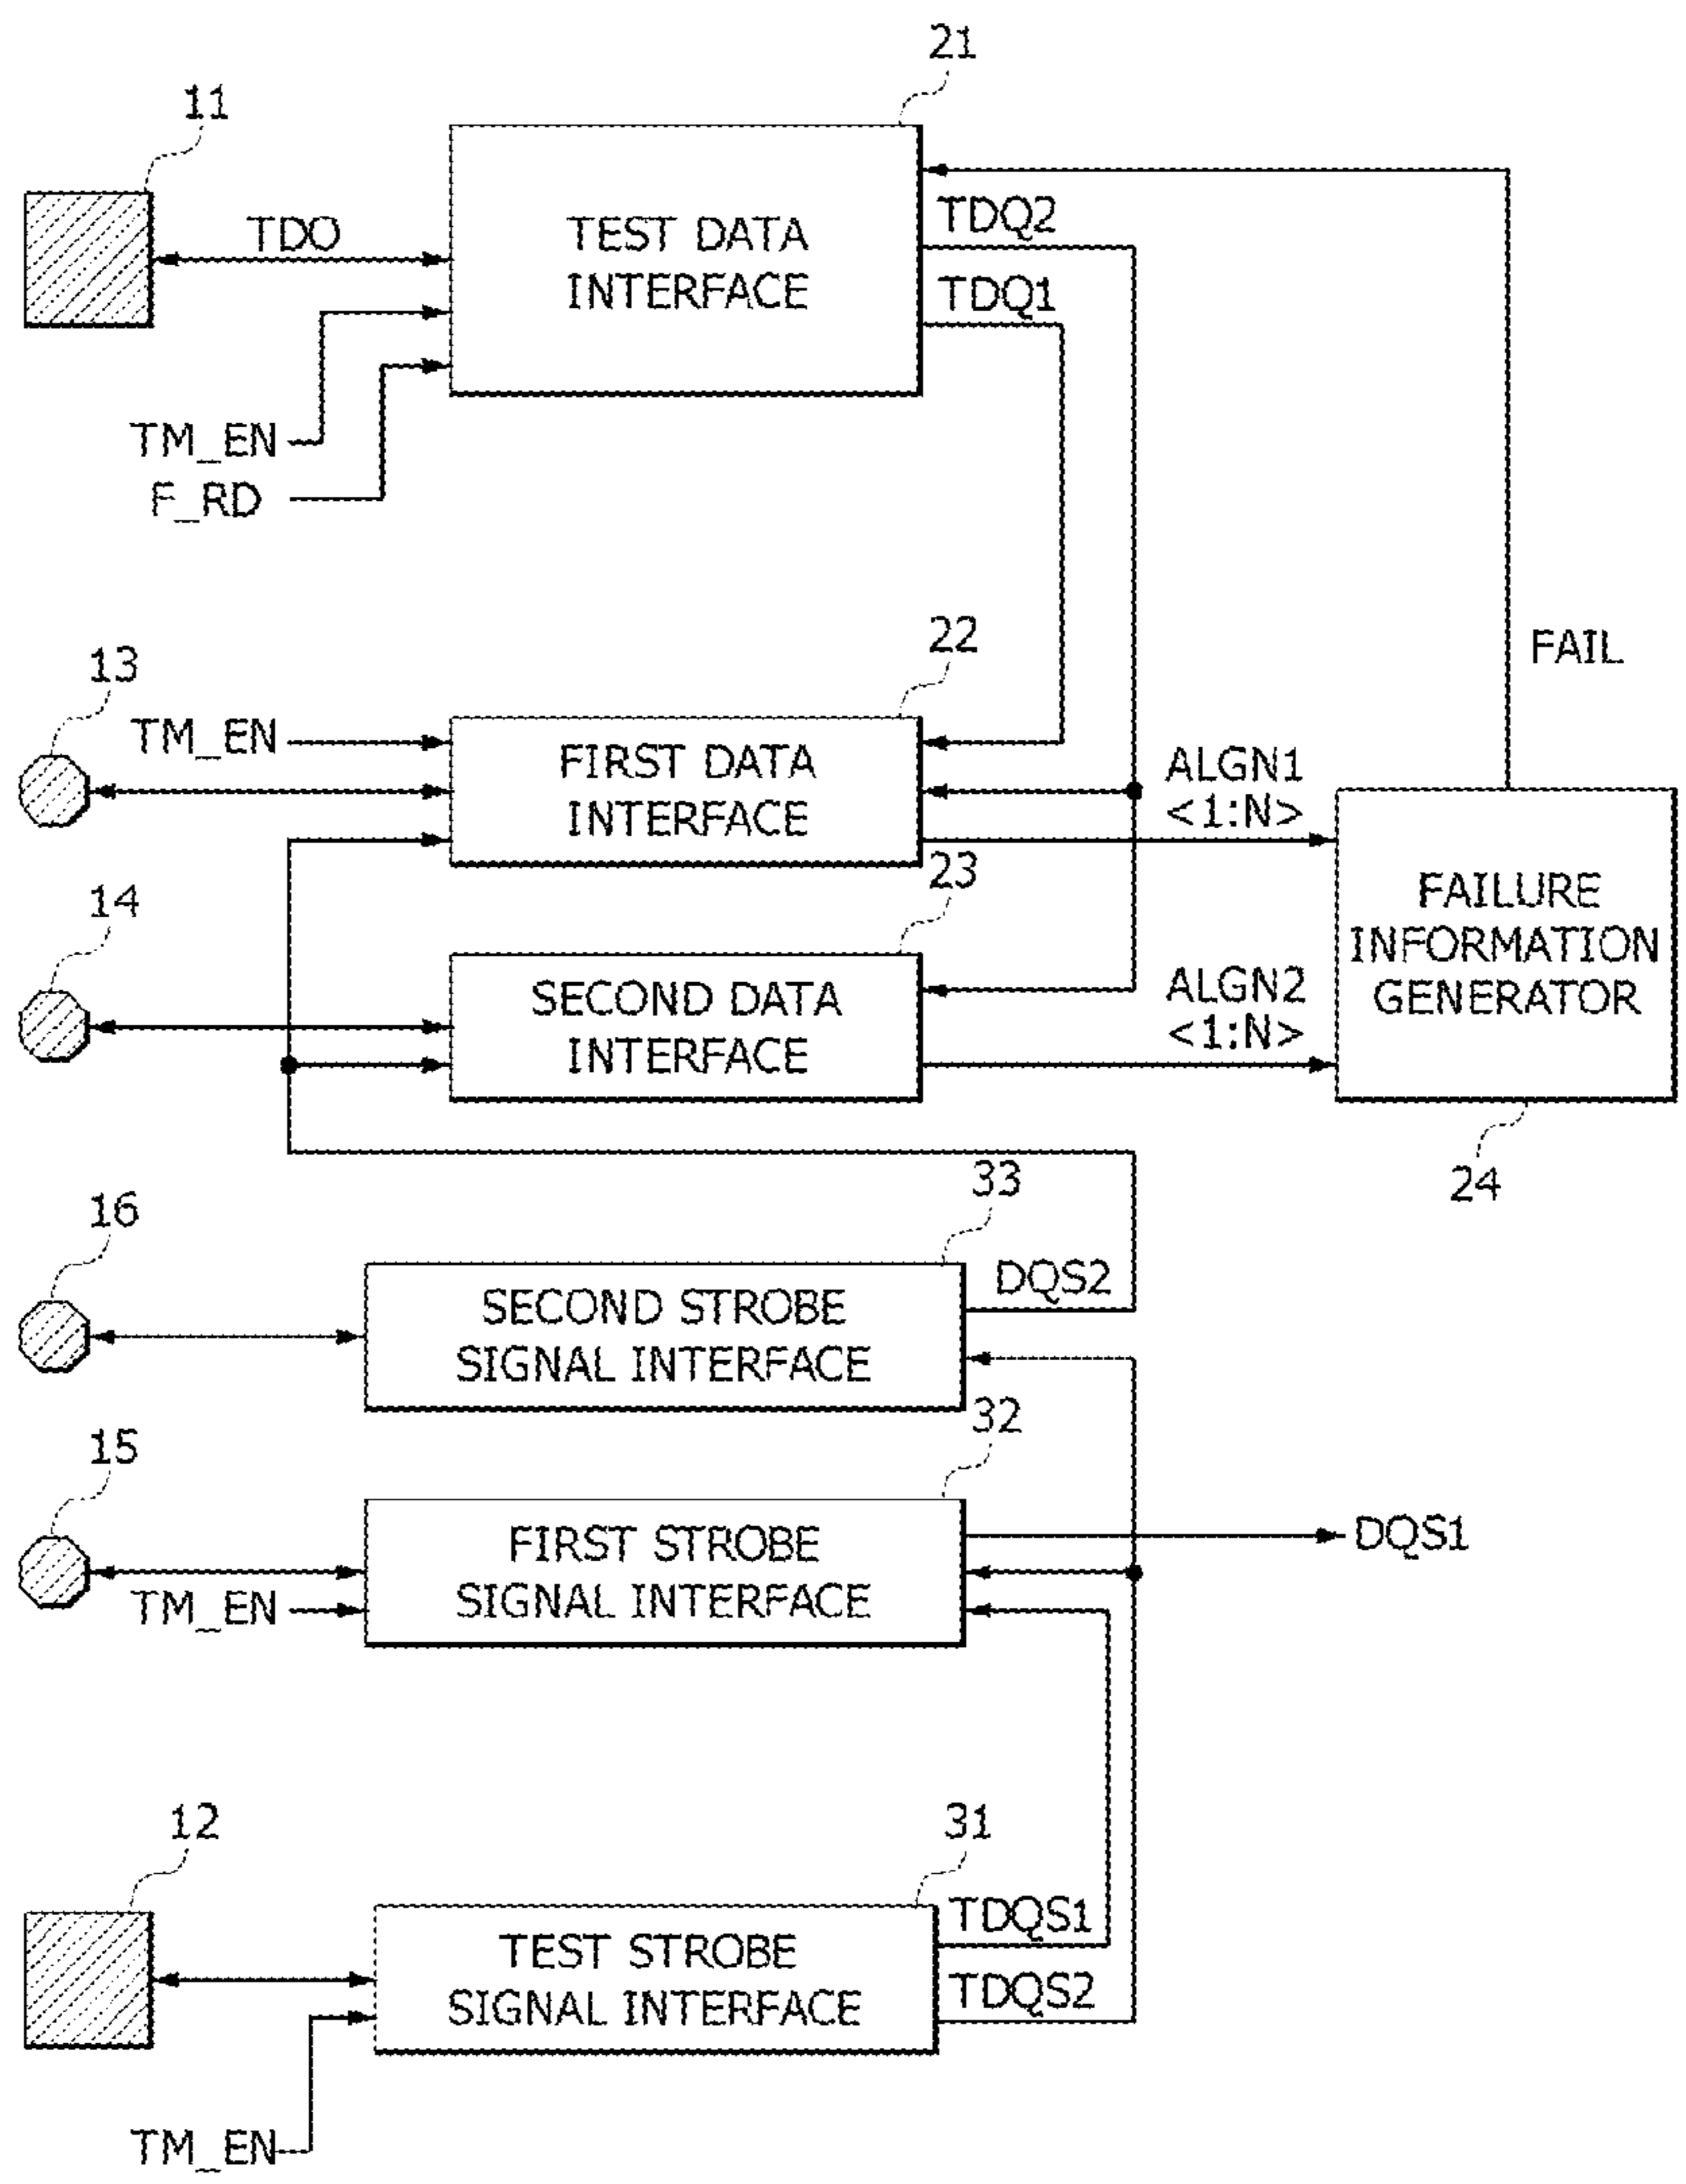 21
11
TDO
TEST DATA
INTERFACE
TDQ2
TDQ1
TM_EN
F_RD
FAIL
22
13
TM_EN
FIRST DATA
INTERFACE
ALGN1
<1:N>
23
14
SECOND DATA
INTERFACE
ALGN2
<1:N>
FAILURE
INFORMATION
GENERATOR
24
33
16
DQS2
SECOND STROBE
SIGNAL INTERFACE
32
15
FIRST STROBE
SIGNAL INTERFACE
DQS1
TM_EN
12
31
TDQS1
TEST STROBE
SIGNAL INTERFACE
TDQS2
TM_EN